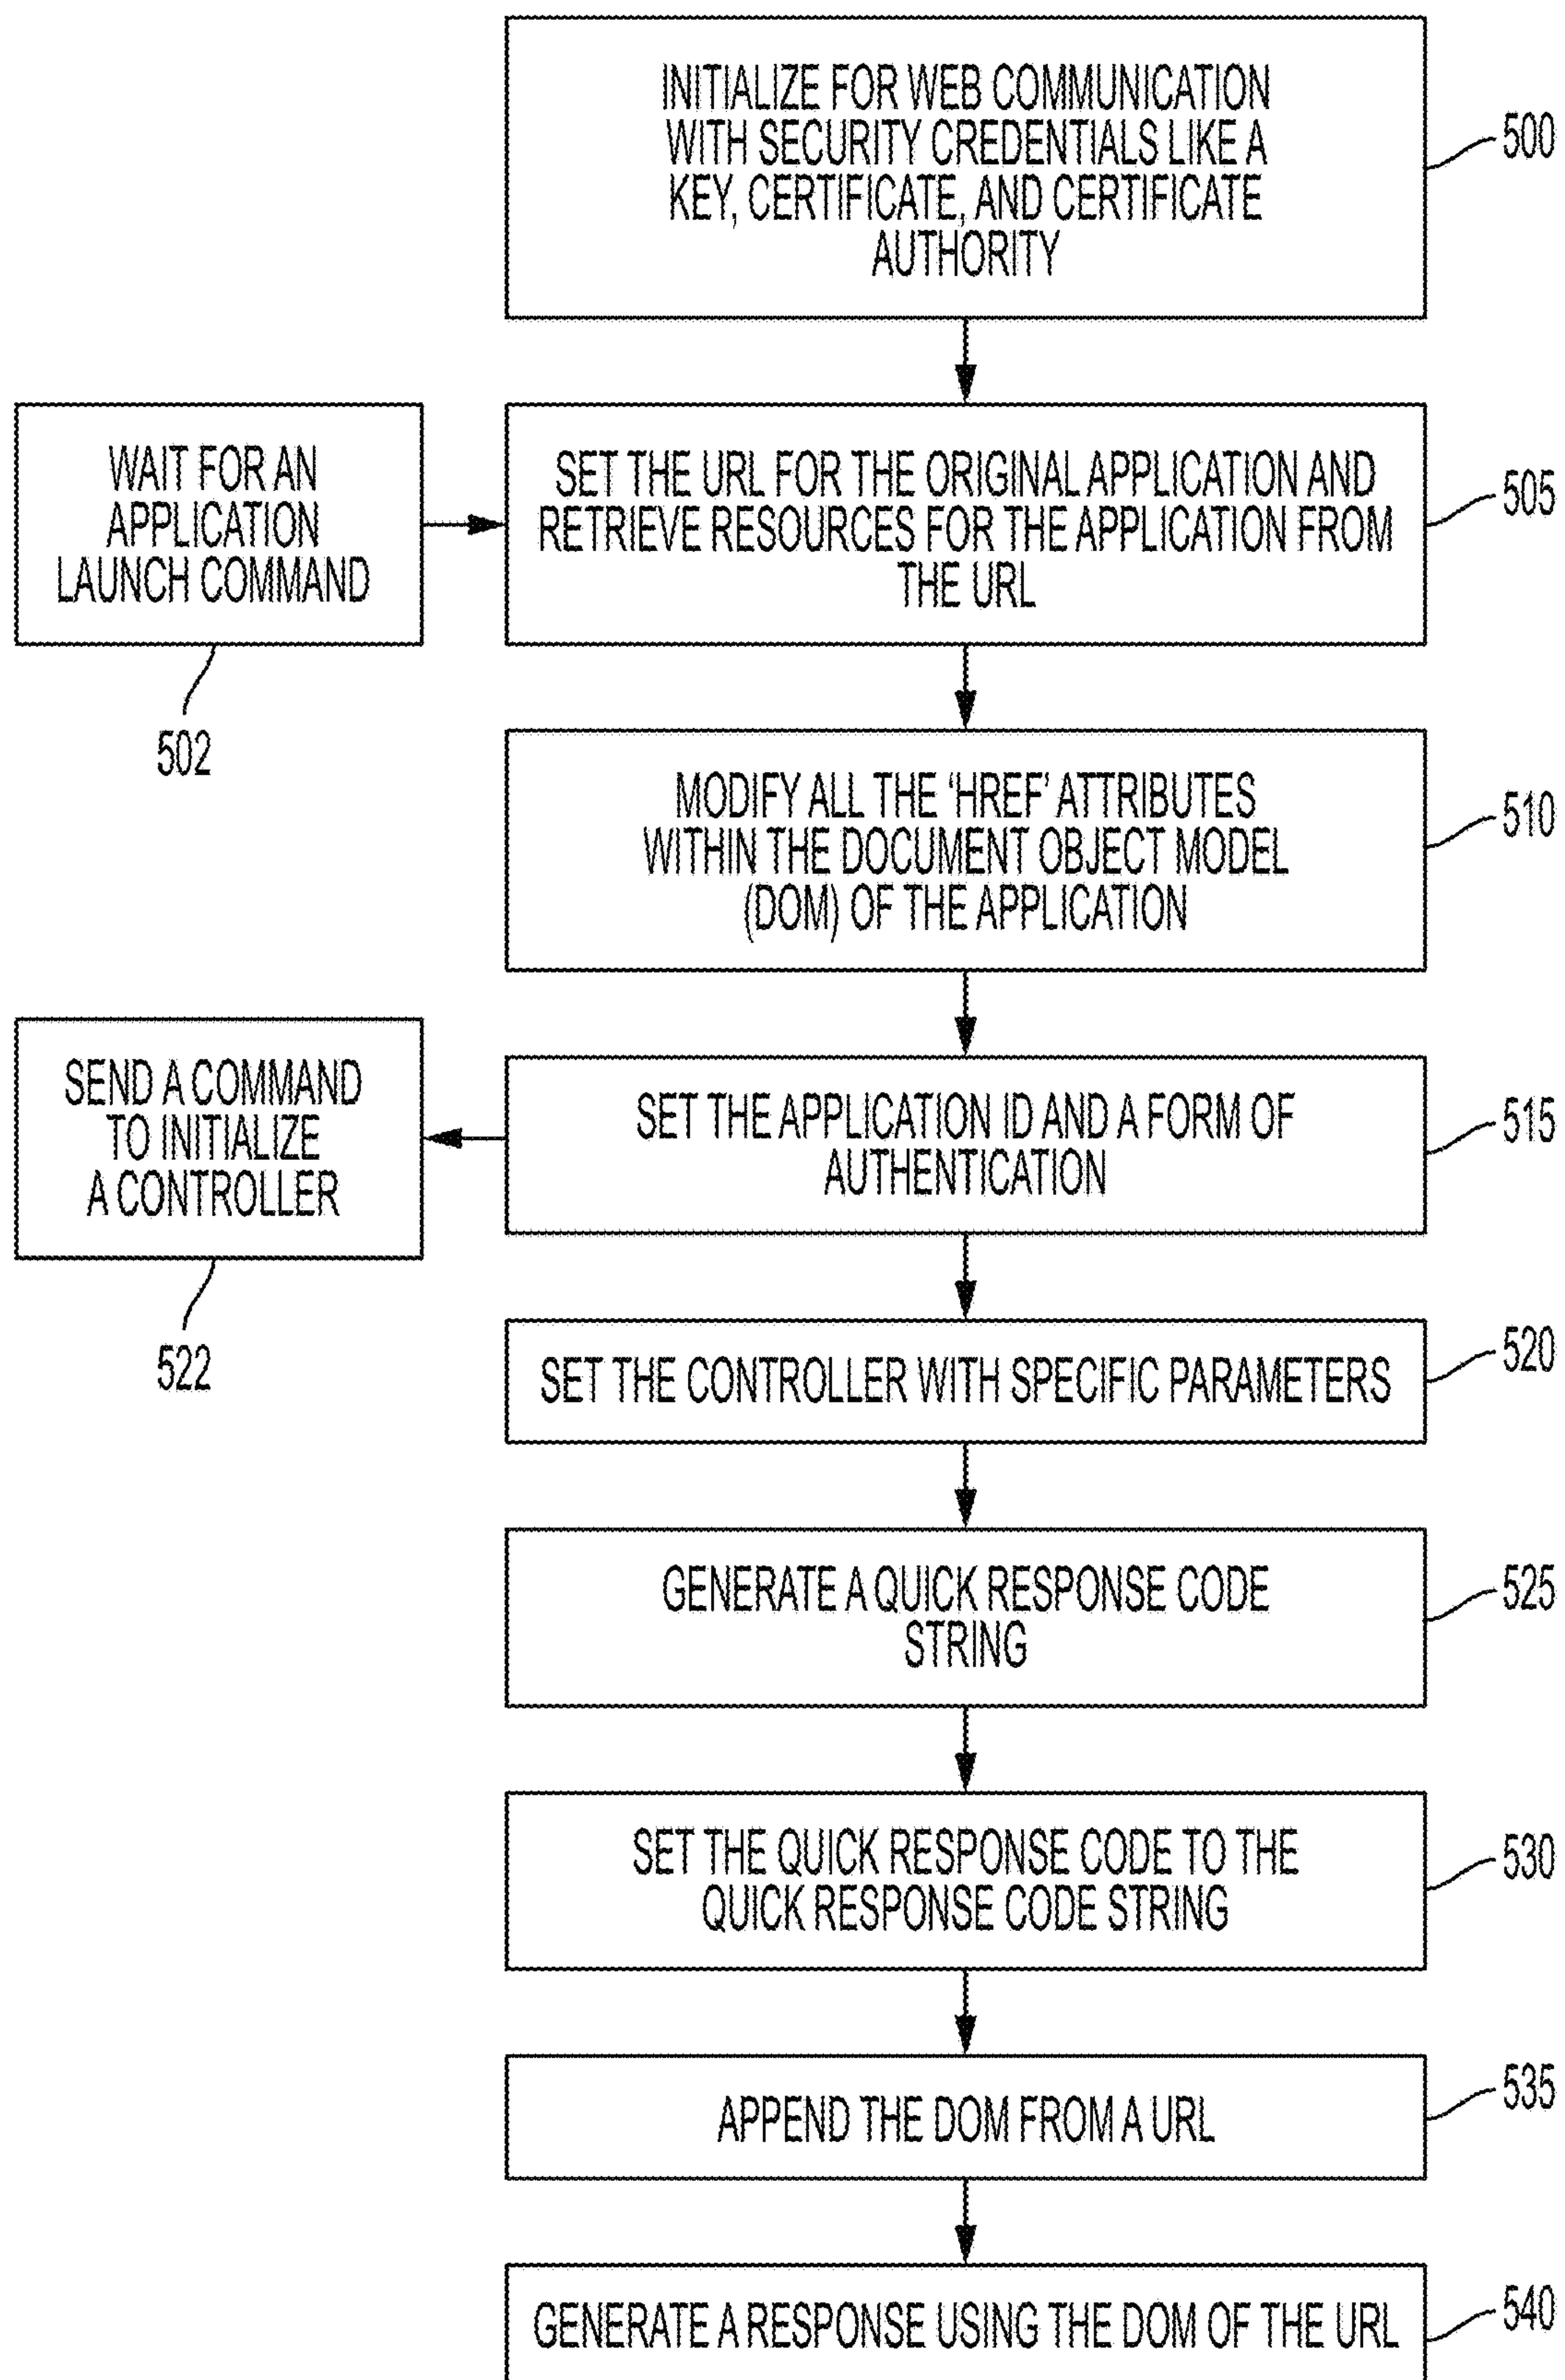 INITIALIZE FOR WEB COMMUNICATION
WITH SECURITY CREDENTIALS LIKE A
KEY, CERTIFICATE, AND CERTIFICATE
AUTHORITY
500
WAIT FOR AN
APPLICATION
LAUNCH COMMAND
502
SET THE URL FOR THE ORIGINAL APPLICATION AND
RETRIEVE RESOURCES FOR THE APPLICATION FROM
THE URL
505
MODIFY ALL THE ‘HREF’ ATTRIBUTES
WITHIN THE DOCUMENT OBJECT MODEL
(DOM) OF THE APPLICATION
510
SET THE APPLICATION ID AND A FORM OF
AUTHENTICATION
515
SEND A COMMAND
TO INITIALIZE
A CONTROLLER
522
SET THE CONTROLLER WITH SPECIFIC PARAMETERS
520
GENERATE A QUICK RESPONSE CODE
STRING
525
SET THE QUICK RESPONSE CODE TO THE
QUICK RESPONSE CODE STRING
530
APPEND THE DOM FROM A URL
535
GENERATE A RESPONSE USING THE DOM OF THE URL
540